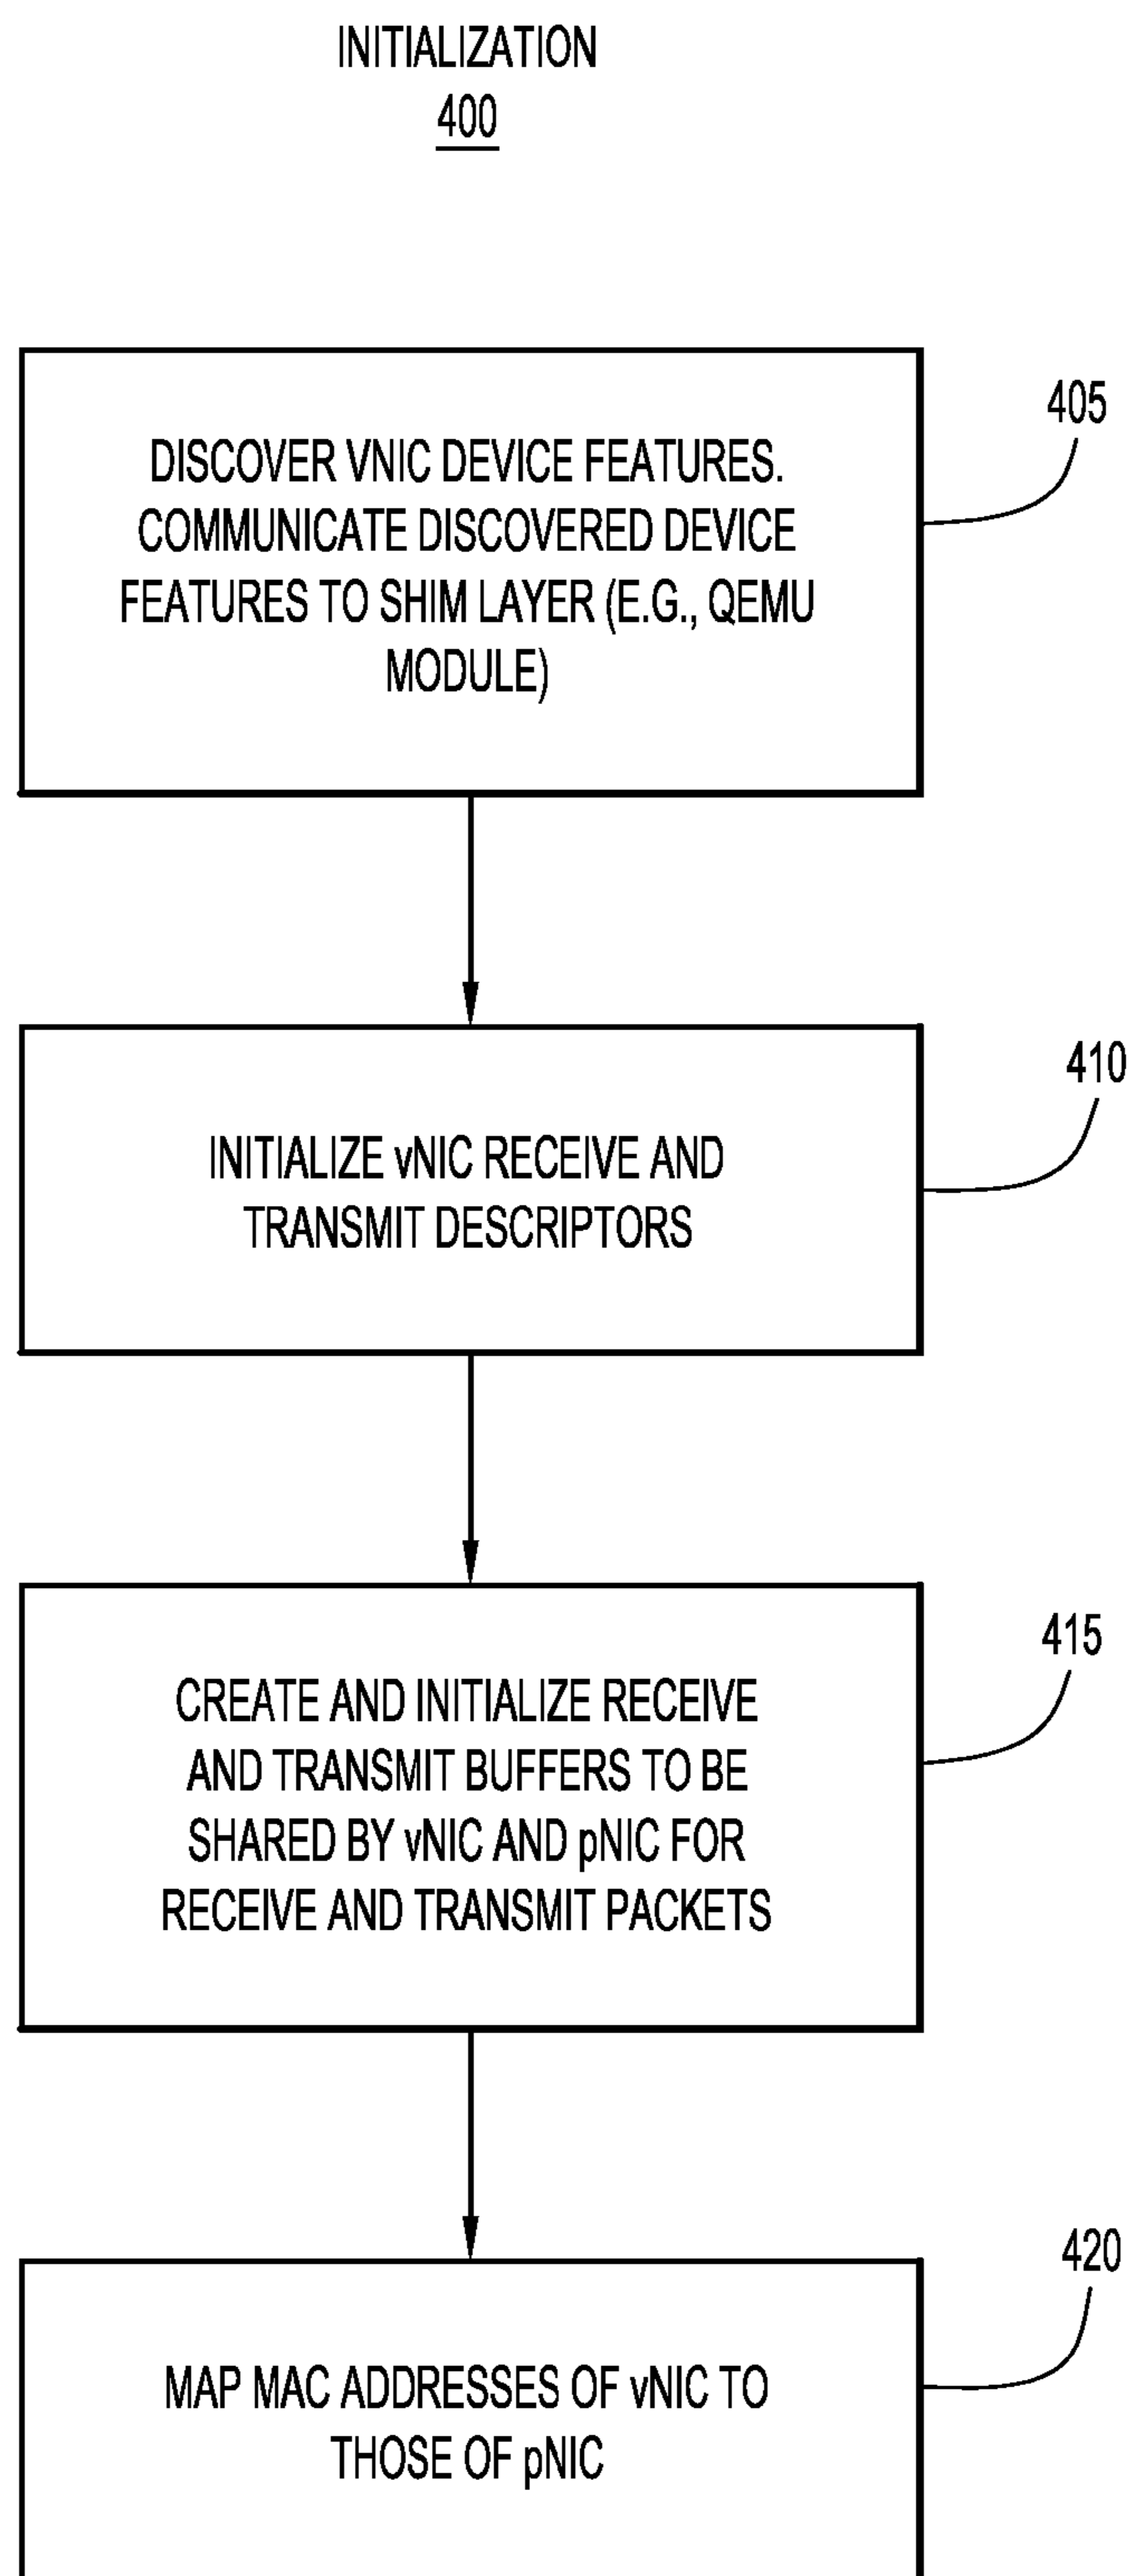 INITIALIZATION
400
405
DISCOVER VNIC DEVICE FEATURES.
COMMUNICATE DISCOVERED DEVICE
FEATURES TO SHIM LAYER (E.G., QEMU
MODULE)
410
INITIALIZE vNIC RECEIVE AND
TRANSMIT DESCRIPTORS
415
CREATE AND INITIALIZE RECEIVE
AND TRANSMIT BUFFERS TO BE
SHARED BY vNIC AND pNIC FOR
RECEIVE AND TRANSMIT PACKETS
420
MAP MAC ADDRESSES OF vNIC TO
THOSE OF pNIC